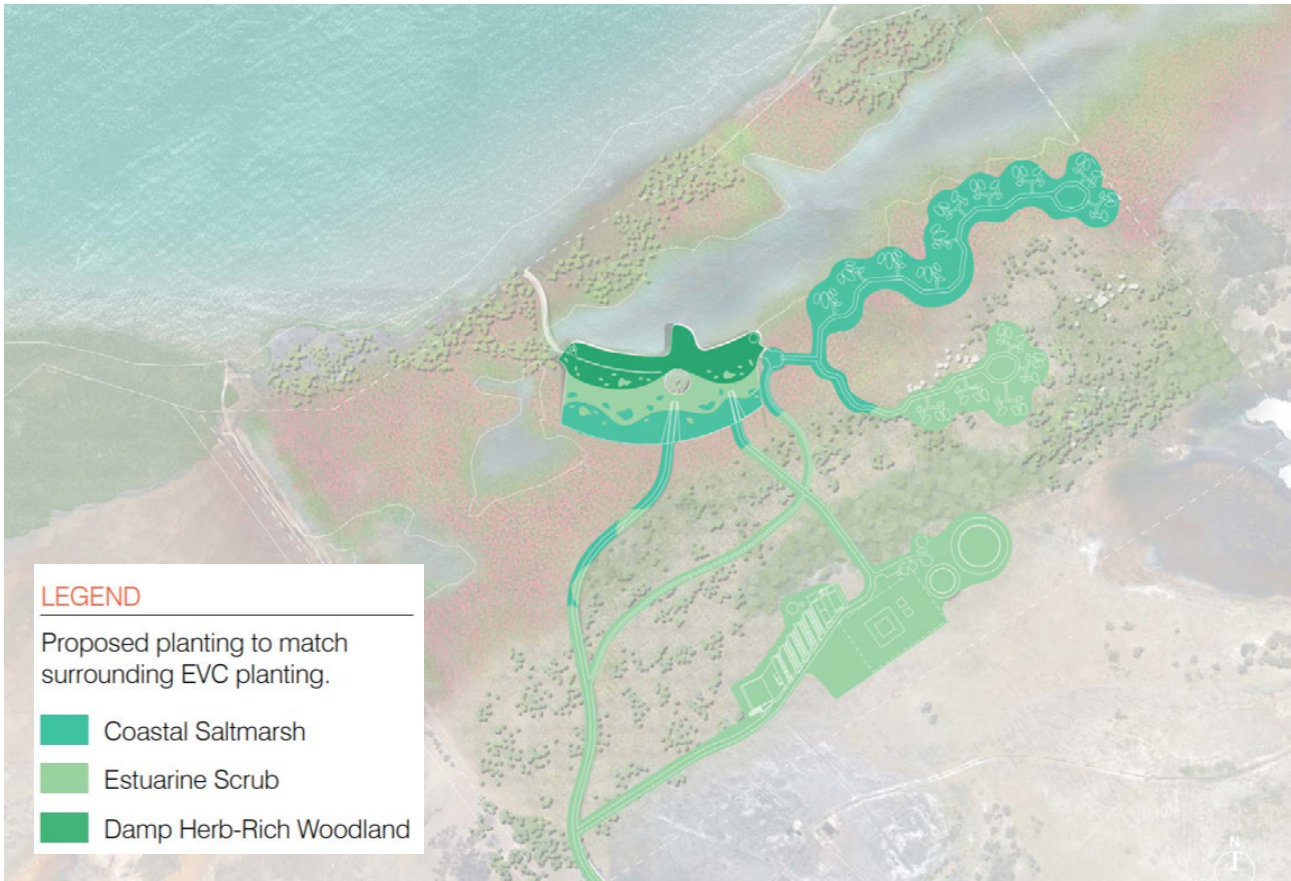 LEGEND
Proposed planting to match
surrounding EVC planting.
Coastal Saltmarsh
Estuarine Scrub
Damp Herb-Rich Woodland
N